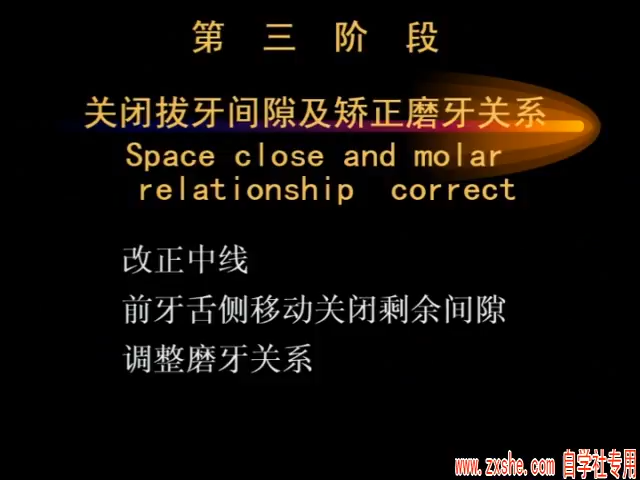 第 三 阶 段
关闭拔牙间隙及矫正磨牙关系
Space close and molar
relationship correct
改正中线
前牙舌侧移动关闭剩余间隙
调整磨牙关系
www.zxshe.com 自学社专用